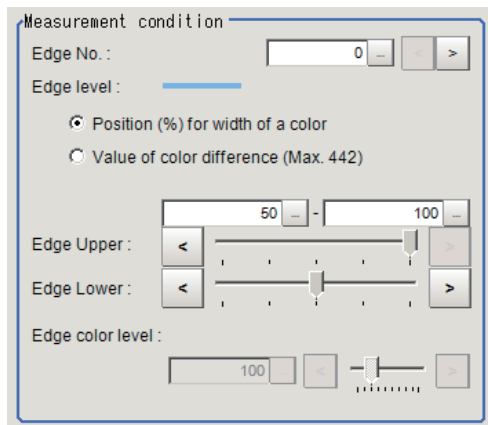 Measurement condition
Edge No. : 0 ... < >
Edge level :
Position (%) for width of a color
Value of color difference (Max. 442)
50 ... - 100 ...
Edge Upper : < >
Edge Lower : < >
Edge color level :
100 ... < >